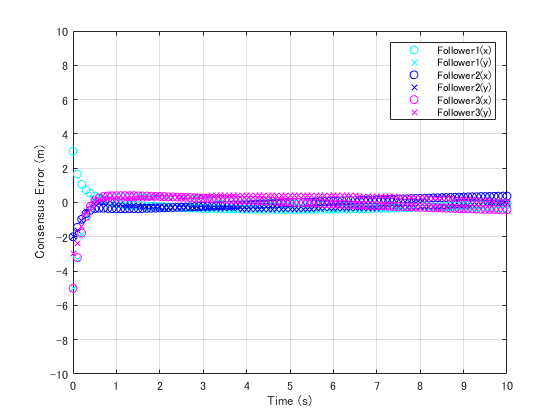 Consensus Error (m)
10
8
6
4
2
0
-2
-4
-6
-8
-10
0 1 2 3 4 5 6 7 8 9 10
Time (s)
Follower1(x)
Follower1(y)
Follower2(x)
Follower2(y)
Follower3(x)
Follower3(y)